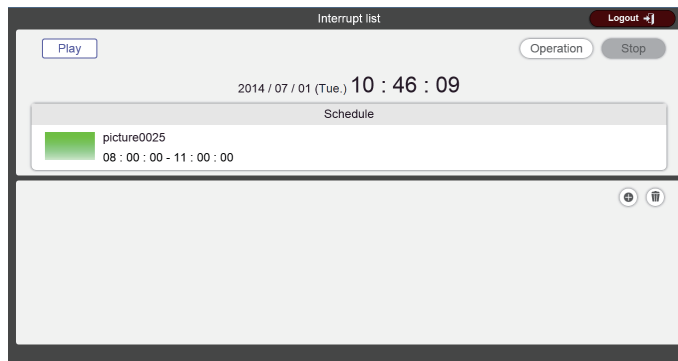 Interrupt list
Logout
Play
Operation
Stop
2014 / 07 / 01 (Tue.) 10 : 46 : 09
Schedule
picture0025
08 : 00 : 00 - 11 : 00 : 00